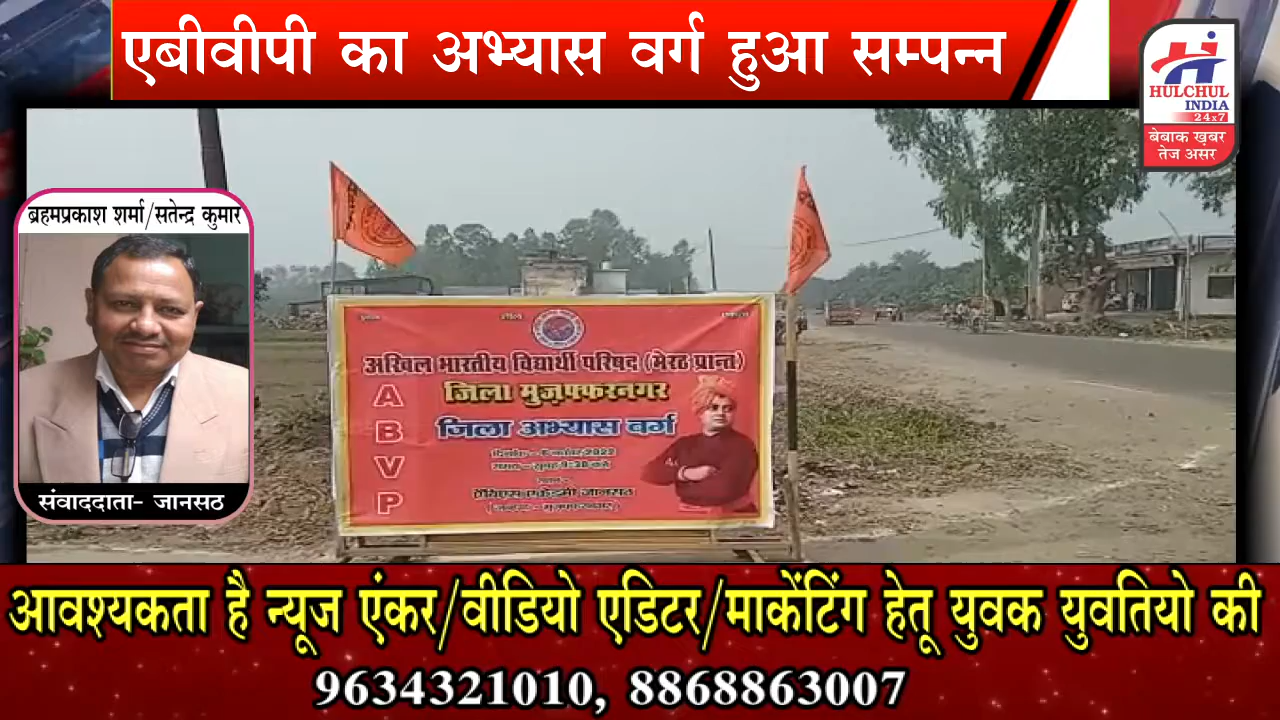 एबीवीपी का अभ्यास वर्ग हुआ सम्पन्न
HULCHUL
INDIA
24x7
बेबाक ख़बर
तेज असर
ब्रहमप्रकाश शर्मा/सतेन्द्र कुमार
संवाददाता- जानसठ
अखिल भारतीय विद्यार्थी परिषद (मेरठ प्रान्त)
जिला मुज़फ्फरनगर
जिला अभ्यास वर्ग
A
B
V
P
आवश्यकता है न्यूज एंकर/वीडियो एडिटर/मार्केटिंग हेतू युवक युवतियो की
9634321010, 8868863007